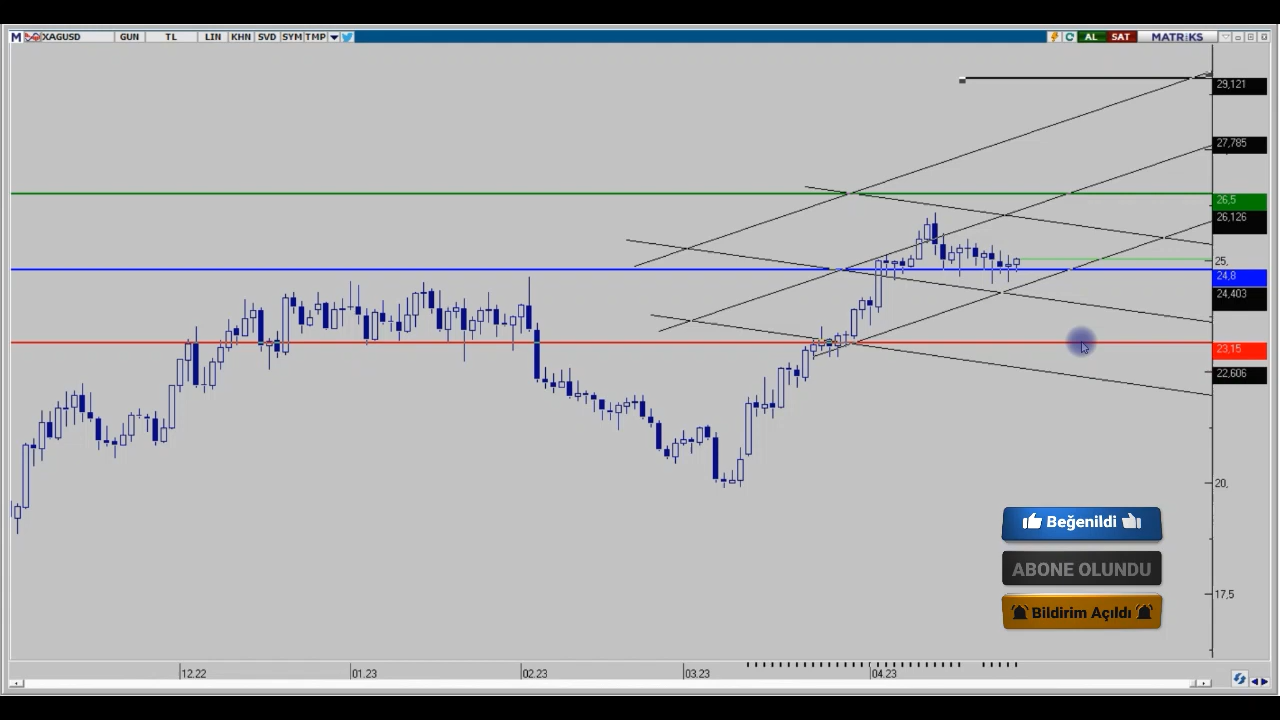 M XAGUSD GUN TL LIN KHN SVD SYM TMP AL SAT MATRiKS
29,121
27,785
26,5
26,126
25,
24,8
24,403
23,15
22,606
20,
17,5
Beğenildi
ABONE OLUNDU
Bildirim Açıldı
12.22 01.23 02.23 03.23 04.23